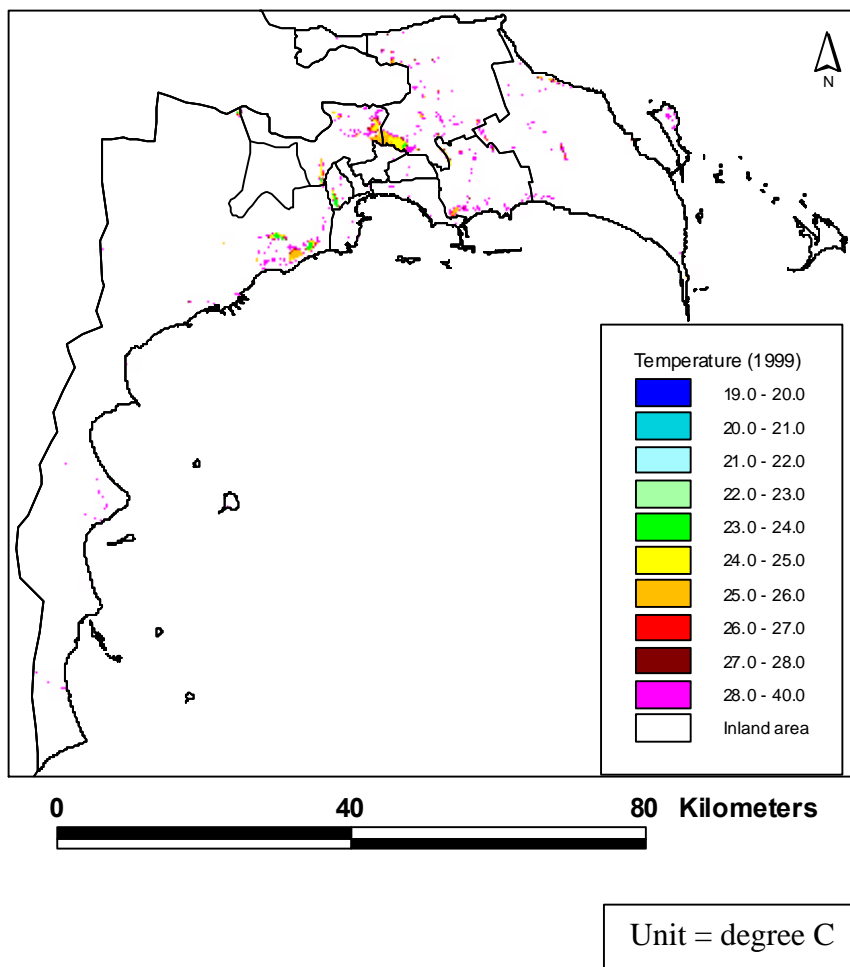 N
Temperature (1999)
19.0 - 20.0
20.0 - 21.0
21.0 - 22.0
22.0 - 23.0
23.0 - 24.0
24.0 - 25.0
25.0 - 26.0
26.0 - 27.0
27.0 - 28.0
28.0 - 40.0
Inland area
0 40 80 Kilometers
Unit = degree C